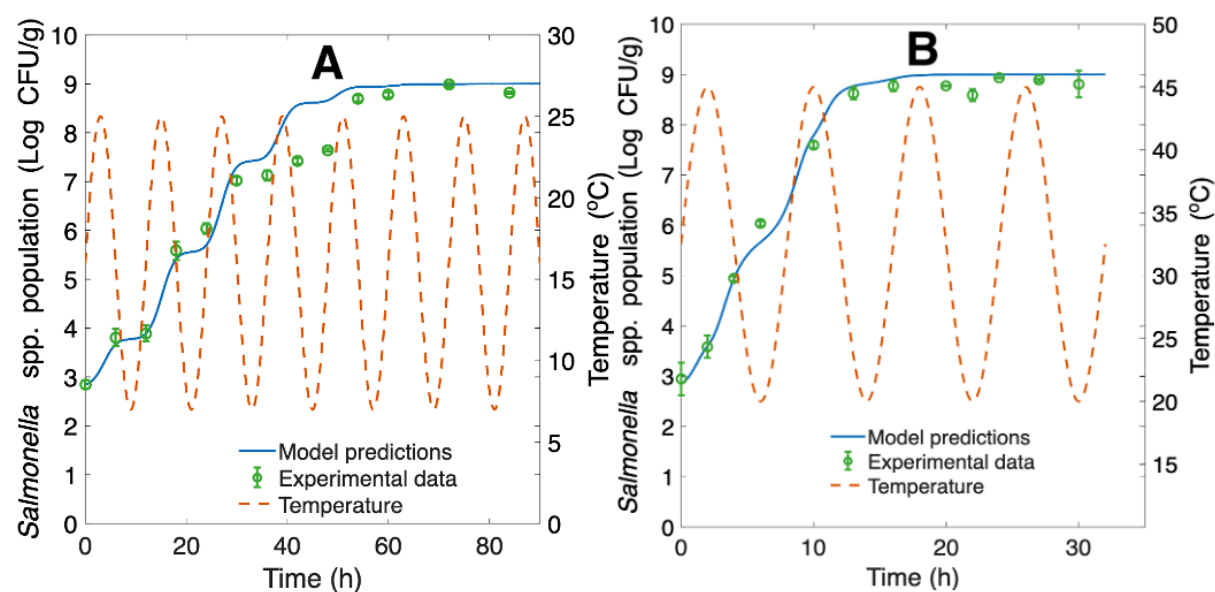 A
10
9
8
7
6
5
4
3
2
1
0
Salmonella spp. population (Log CFU/g)
30
25
20
15
10
5
0
Temperature (ºC)
Model predictions
Experimental data
Temperature
0 20 40 60 80
Time (h)
B
10
9
8
7
6
5
4
3
2
1
0
Salmonella spp. population (Log CFU/g)
50
45
40
35
30
25
20
15
Temperature (ºC)
Model predictions
Experimental data
Temperature
0 10 20 30
Time (h)